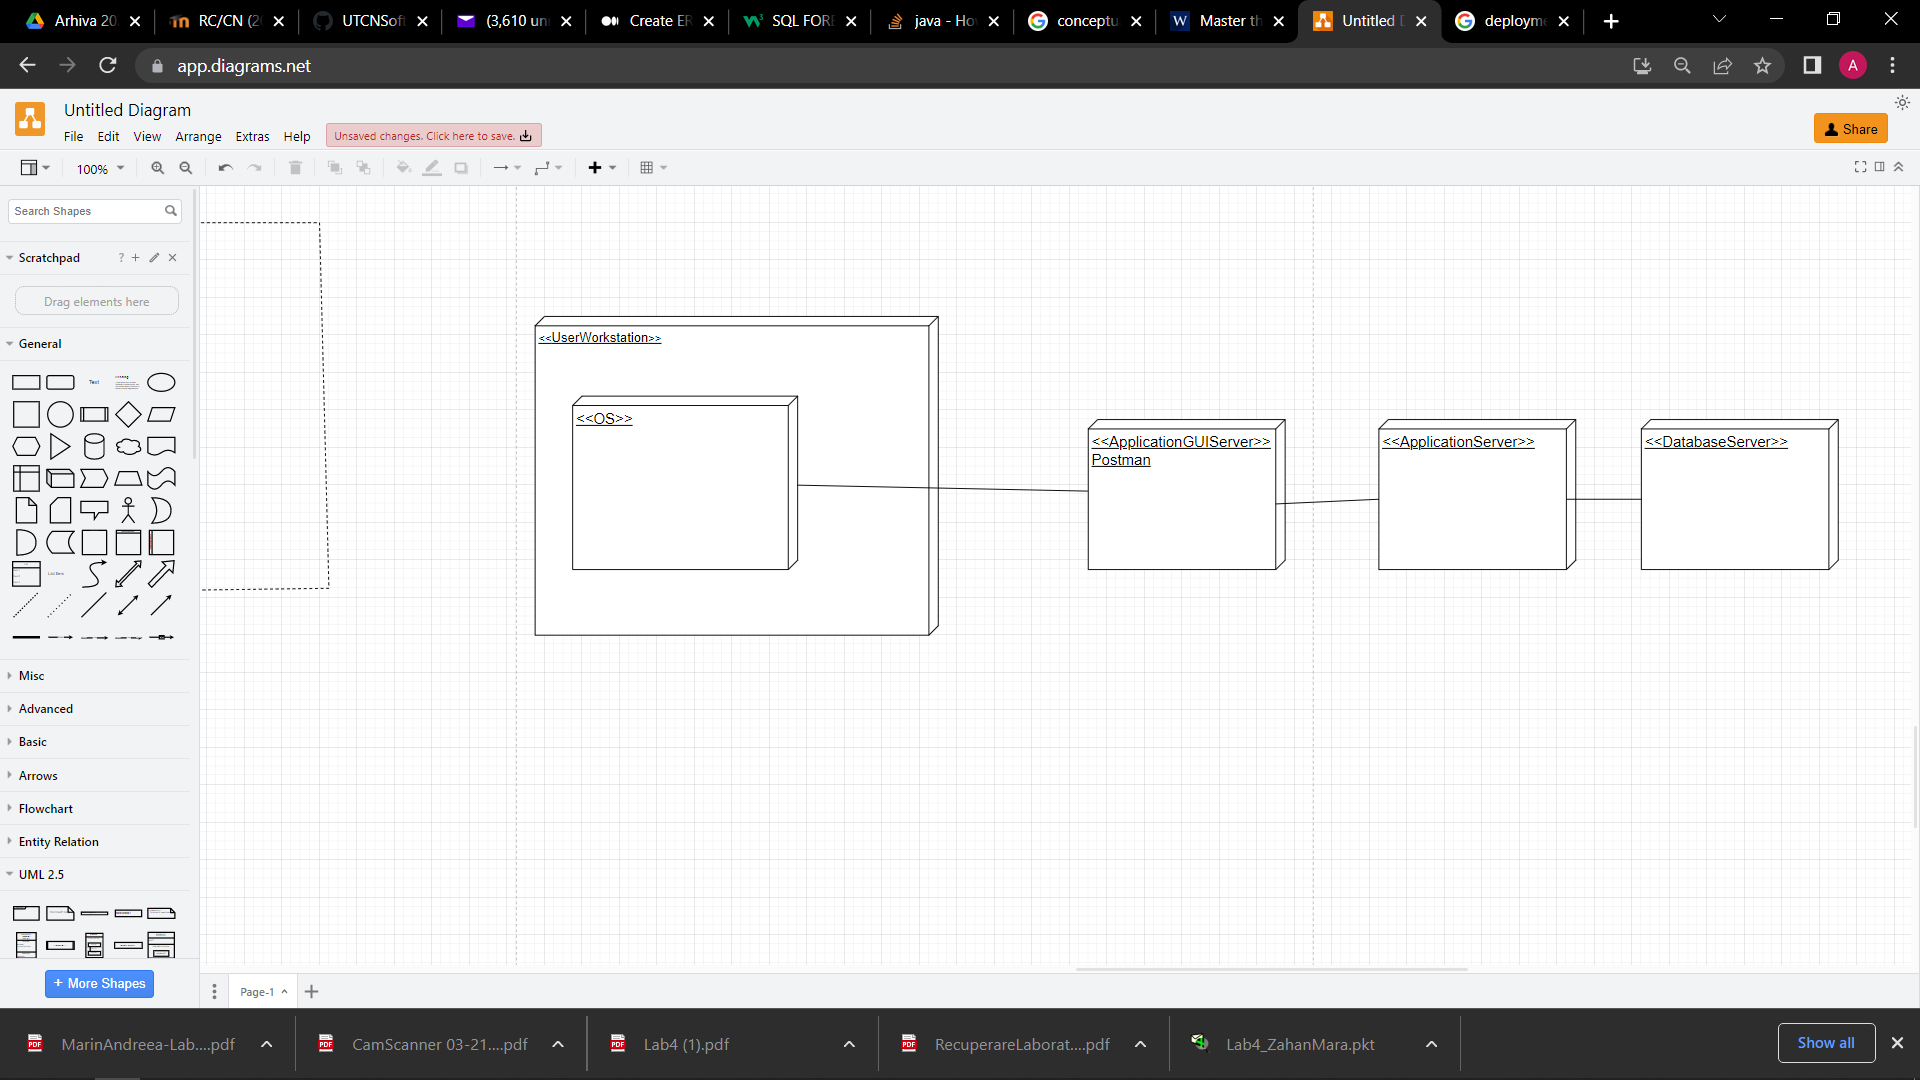 Arhiva 20
RC/CN (2
UTCNSof
(3,610 un
Create ER
SQL FORE
java - Ho
conceptu
Master th
Untitled D
deployme
app.diagrams.net
A
Untitled Diagram
File Edit View Arrange Extras Help
Unsaved changes. Click here to save.
Share
100%
Search Shapes
Scratchpad
?
Drag elements here
General
Text
Misc
Advanced
Basic
Arrows
Flowchart
Entity Relation
UML 2.5
+ More Shapes
<<UserWorkstation>>
<<OS>>
<<ApplicationGUIServer>>
Postman
<<ApplicationServer>>
<<DatabaseServer>>
Page-1
MarinAndreea-Lab....pdf
CamScanner 03-21....pdf
Lab4 (1).pdf
RecuperareLaborat....pdf
Lab4_ZahanMara.pkt
Show all